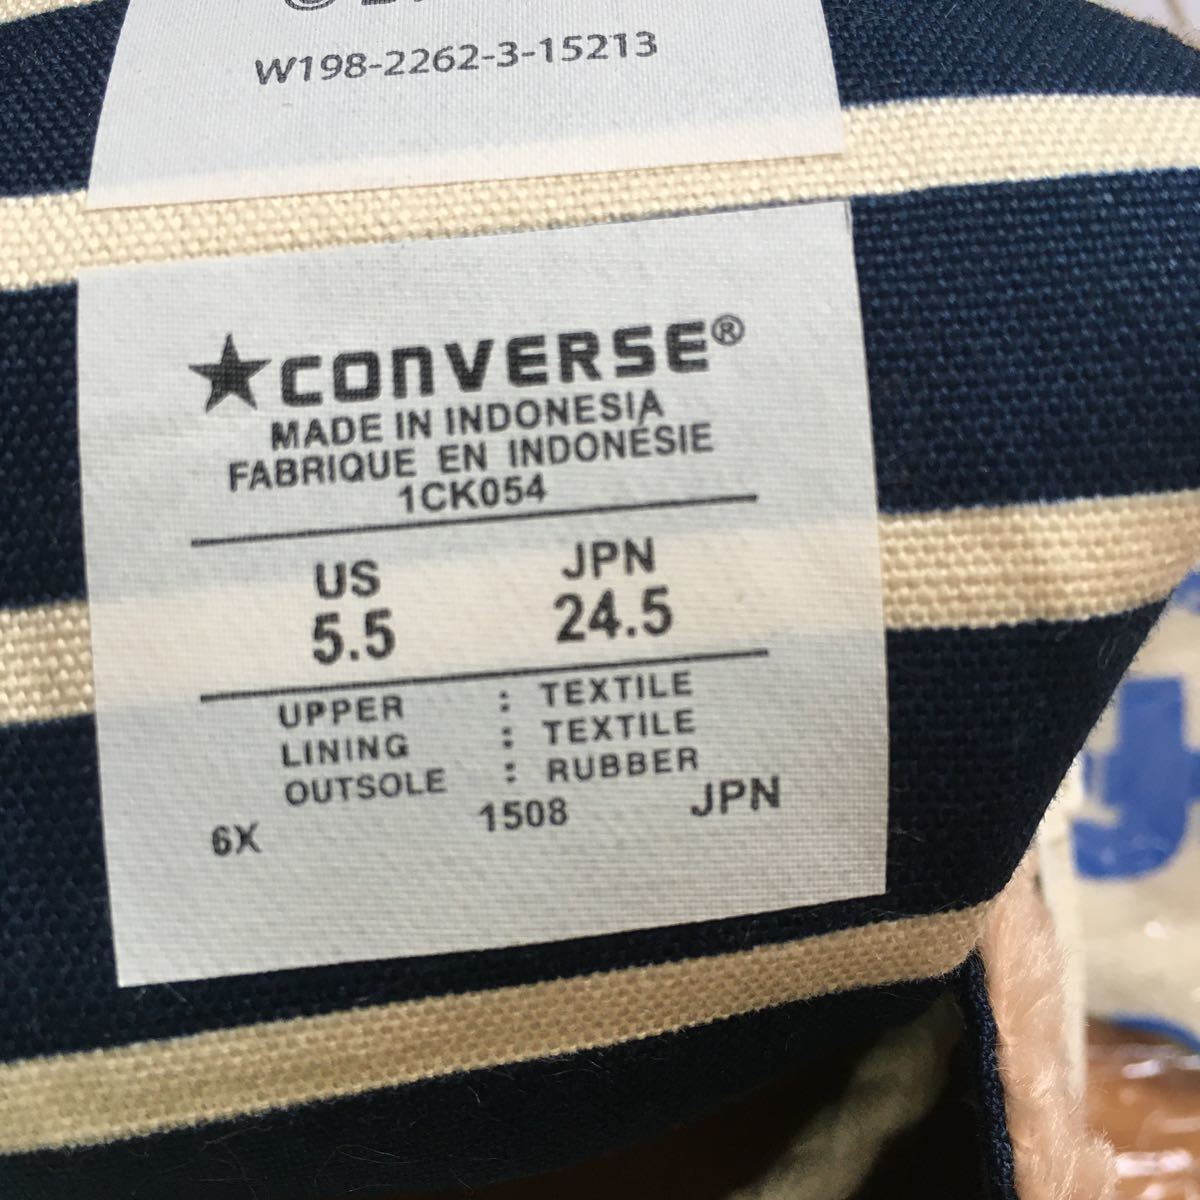 W198-2262-3-15213
CONVERSE®
MADE IN INDONESIA
FABRIQUE EN INDONÉSIE
1CK054
US JPN
5.5 24.5
UPPER : TEXTILE
LINING : TEXTILE
OUTSOLE : RUBBER
6X 1508 JPN